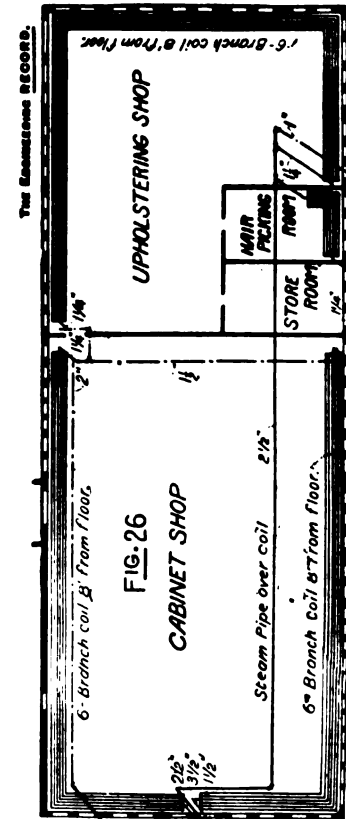 THE ENGINEERING RECORD.
6-Branch coil 8' from floor.
UPHOLSTERING SHOP
1"
1¼"
HAIR
PICKING
ROOM
STORE
ROOM
1¼"
1¼"
2"
1½"
2½"
6-Branch coil 8' from floor.
FIG. 26
CABINET SHOP
Steam Pipe over coil
6" Branch Coil 8' from floor.
2½"
3½"
1½"